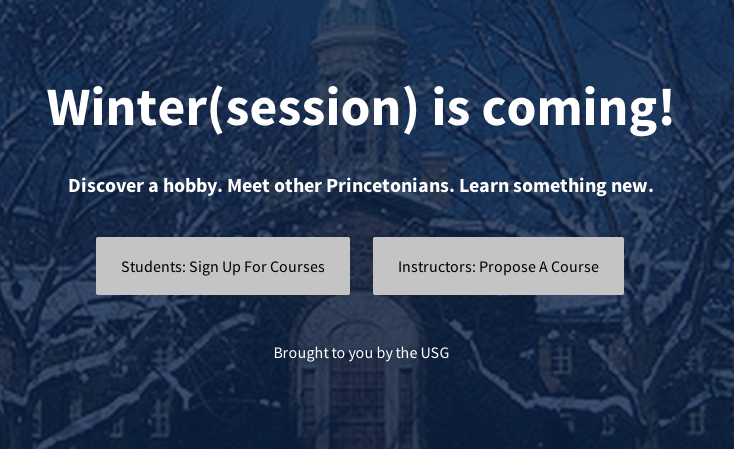 Winter(session) is coming!
Discover a hobby. Meet other Princetonians. Learn something new.
Students: Sign Up For Courses
Instructors: Propose A Course
Brought to you by the USG